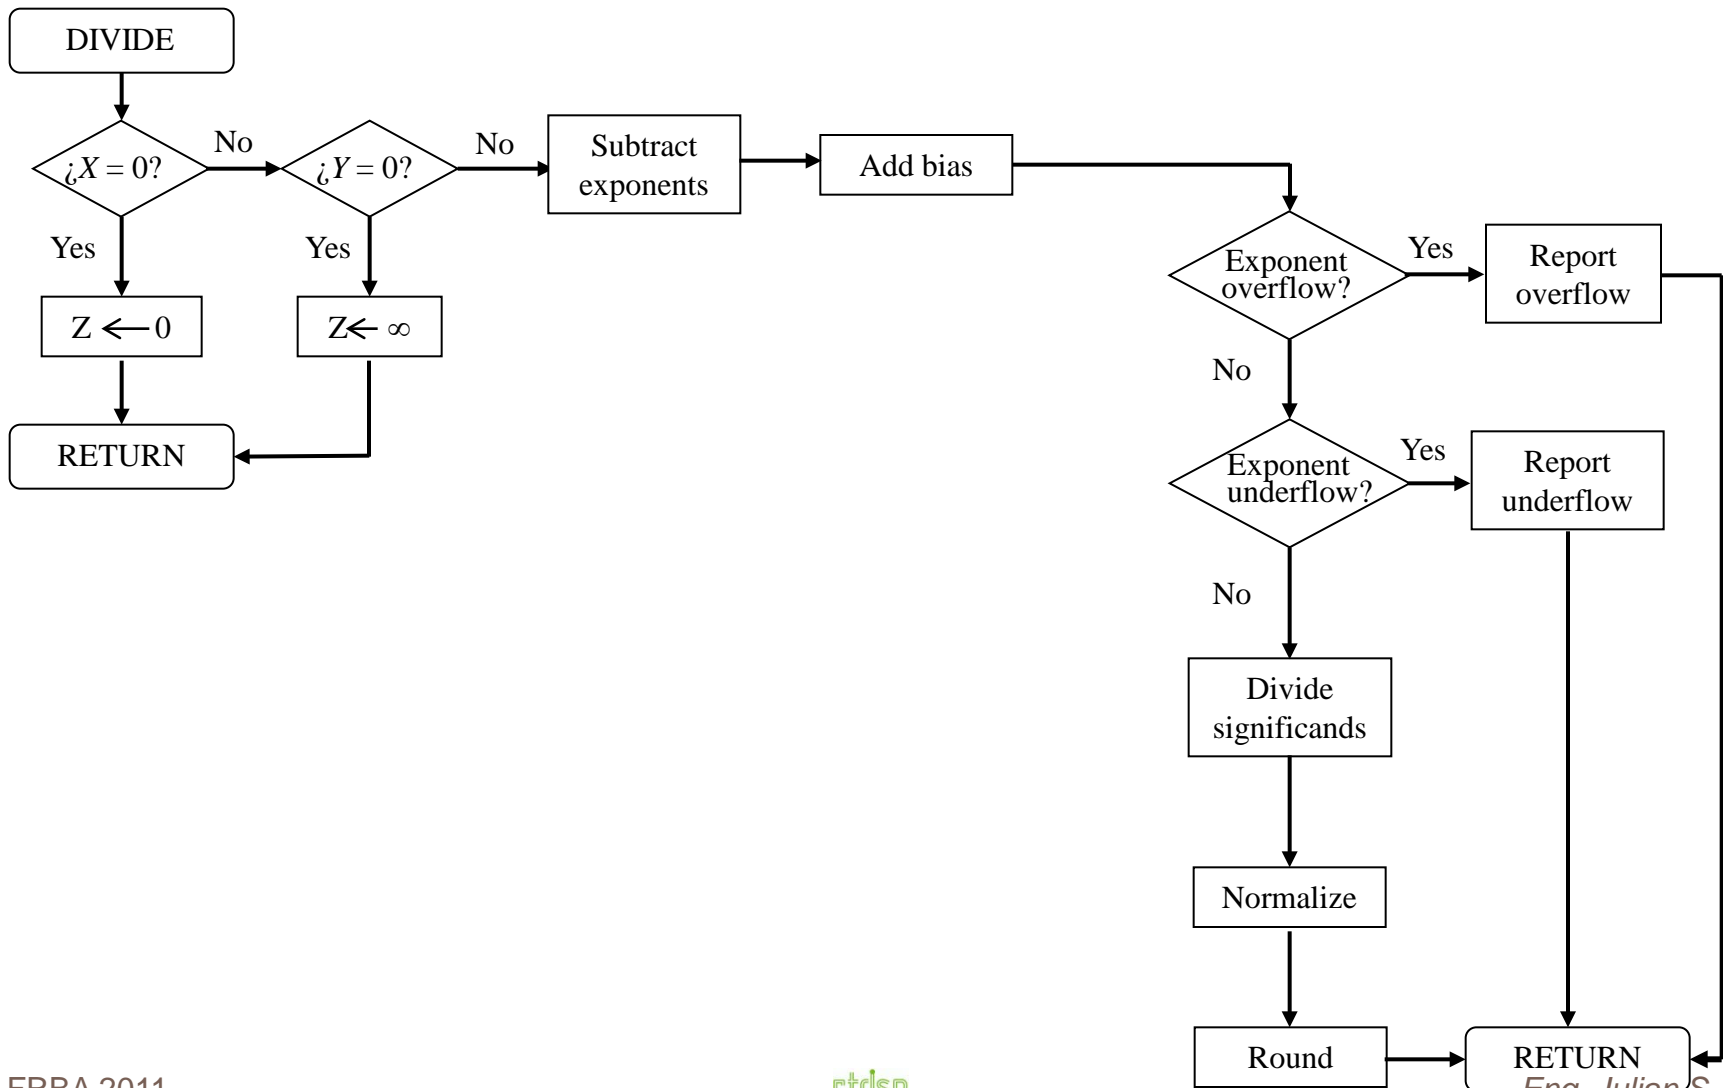 DIVIDE
¿X = 0?
No
¿Y = 0?
No
Subtract
exponents
Add bias
Yes
Yes
Z ← 0
Z← ∞
RETURN
Exponent
overflow?
Yes
Report
overflow
No
Exponent
underflow?
Yes
Report
underflow
No
Divide
significands
Normalize
Round
RETURN
FRBA 2011
ctdsp
Eng. Julian S